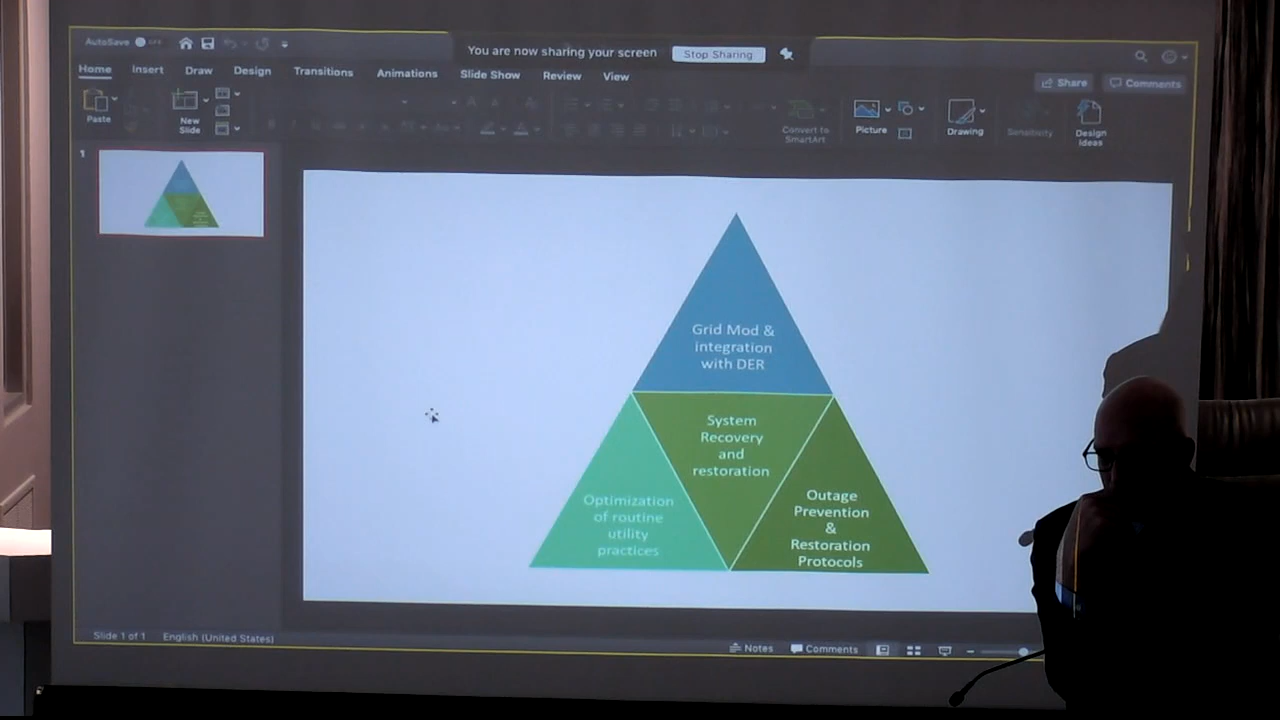 AutoSave OFF
You are now sharing your screen Stop Sharing
Home Insert Draw Design Transitions Animations Slide Show Review View
Share Comments
Paste
New
Slide
Convert to
SmartArt
Picture
Drawing
Sensitivity
Design
Ideas
1
Grid Mod &
integration
with DER
System
Recovery
and
restoration
Optimization
of routine
utility
practices
Outage
Prevention
&
Restoration
Protocols
Slide 1 of 1 English (United States)
Notes Comments